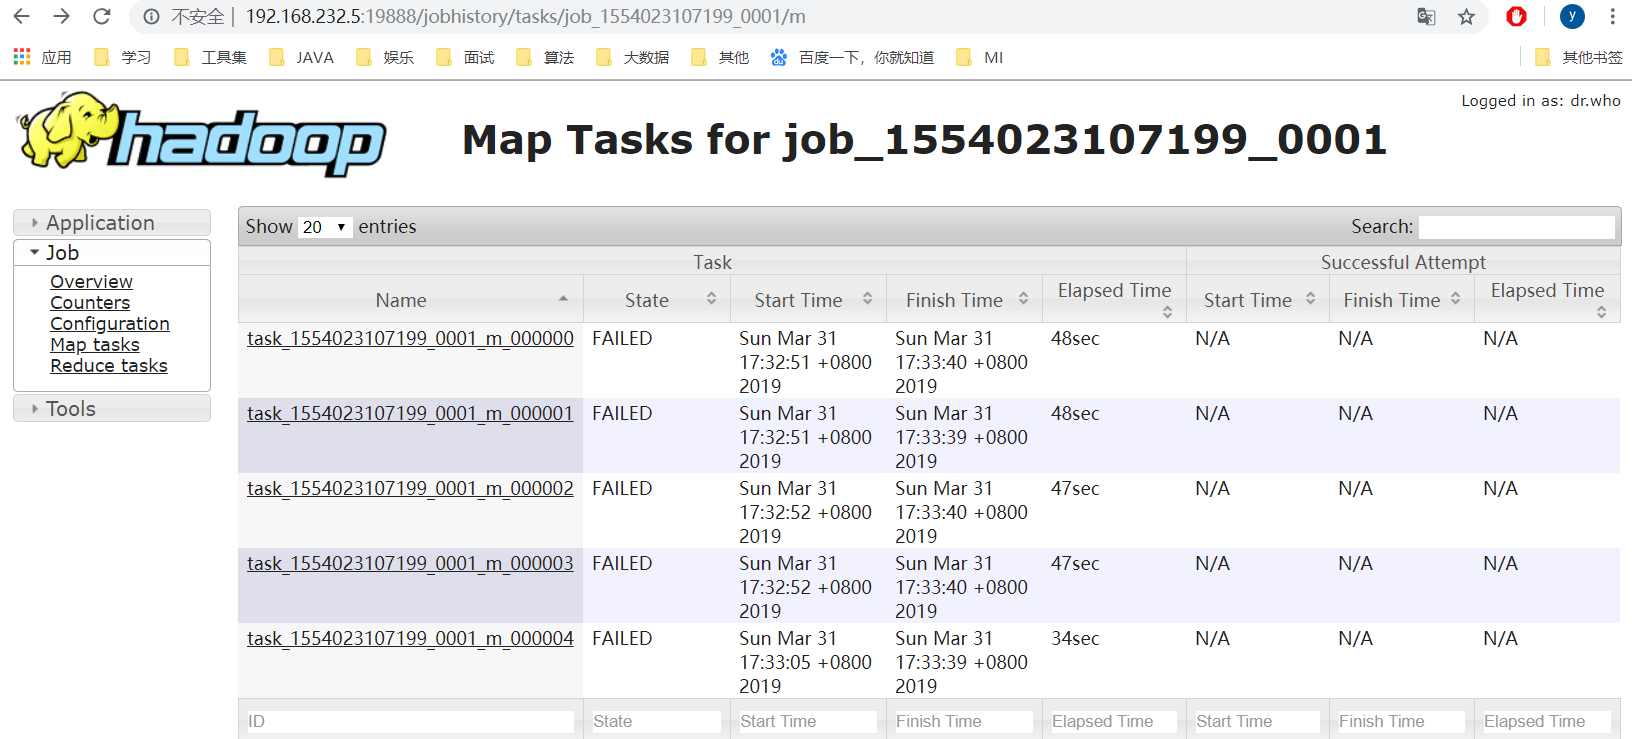 不安全 | 192.168.232.5:19888/jobhistory/tasks/job_1554023107199_0001/m
y
应用 学习 工具集 JAVA 娱乐 面试 算法 大数据 其他 百度一下，你就知道 MI 其他书签
Logged in as: dr.who
hadoop
Map Tasks for job_1554023107199_0001
Application
Job
Overview
Counters
Configuration
Map tasks
Reduce tasks
Tools
Show 20 entries Search:
Task Successful Attempt
Name State Start Time Finish Time Elapsed Time Start Time Finish Time Elapsed Time
task_1554023107199_0001_m_000000 FAILED Sun Mar 31 Sun Mar 31 48sec N/A N/A N/A
17:32:51 +0800 17:33:40 +0800
2019 2019
task_1554023107199_0001_m_000001 FAILED Sun Mar 31 Sun Mar 31 48sec N/A N/A N/A
17:32:51 +0800 17:33:39 +0800
2019 2019
task_1554023107199_0001_m_000002 FAILED Sun Mar 31 Sun Mar 31 47sec N/A N/A N/A
17:32:52 +0800 17:33:40 +0800
2019 2019
task_1554023107199_0001_m_000003 FAILED Sun Mar 31 Sun Mar 31 47sec N/A N/A N/A
17:32:52 +0800 17:33:40 +0800
2019 2019
task_1554023107199_0001_m_000004 FAILED Sun Mar 31 Sun Mar 31 34sec N/A N/A N/A
17:33:05 +0800 17:33:39 +0800
2019 2019
ID State Start Time Finish Time Elapsed Time Start Time Finish Time Elapsed Time